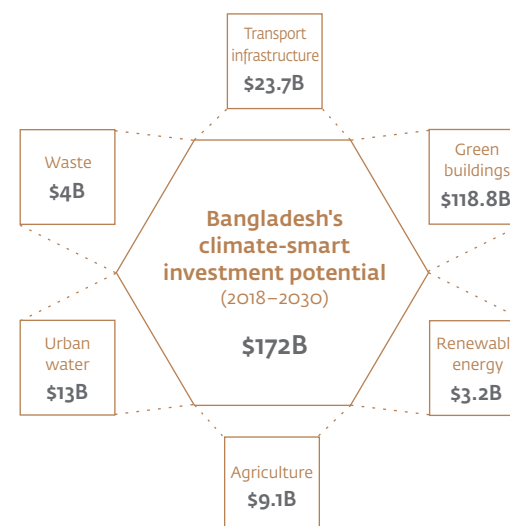 Transport
infrastructure
$23.7B
Waste
$4B
Green
buildings
$118.8B
Bangladesh's
climate-smart
investment potential
(2018–2030)
$172B
Urban
water
$13B
Renewabl
energy
$3.2B
Agriculture
$9.1B